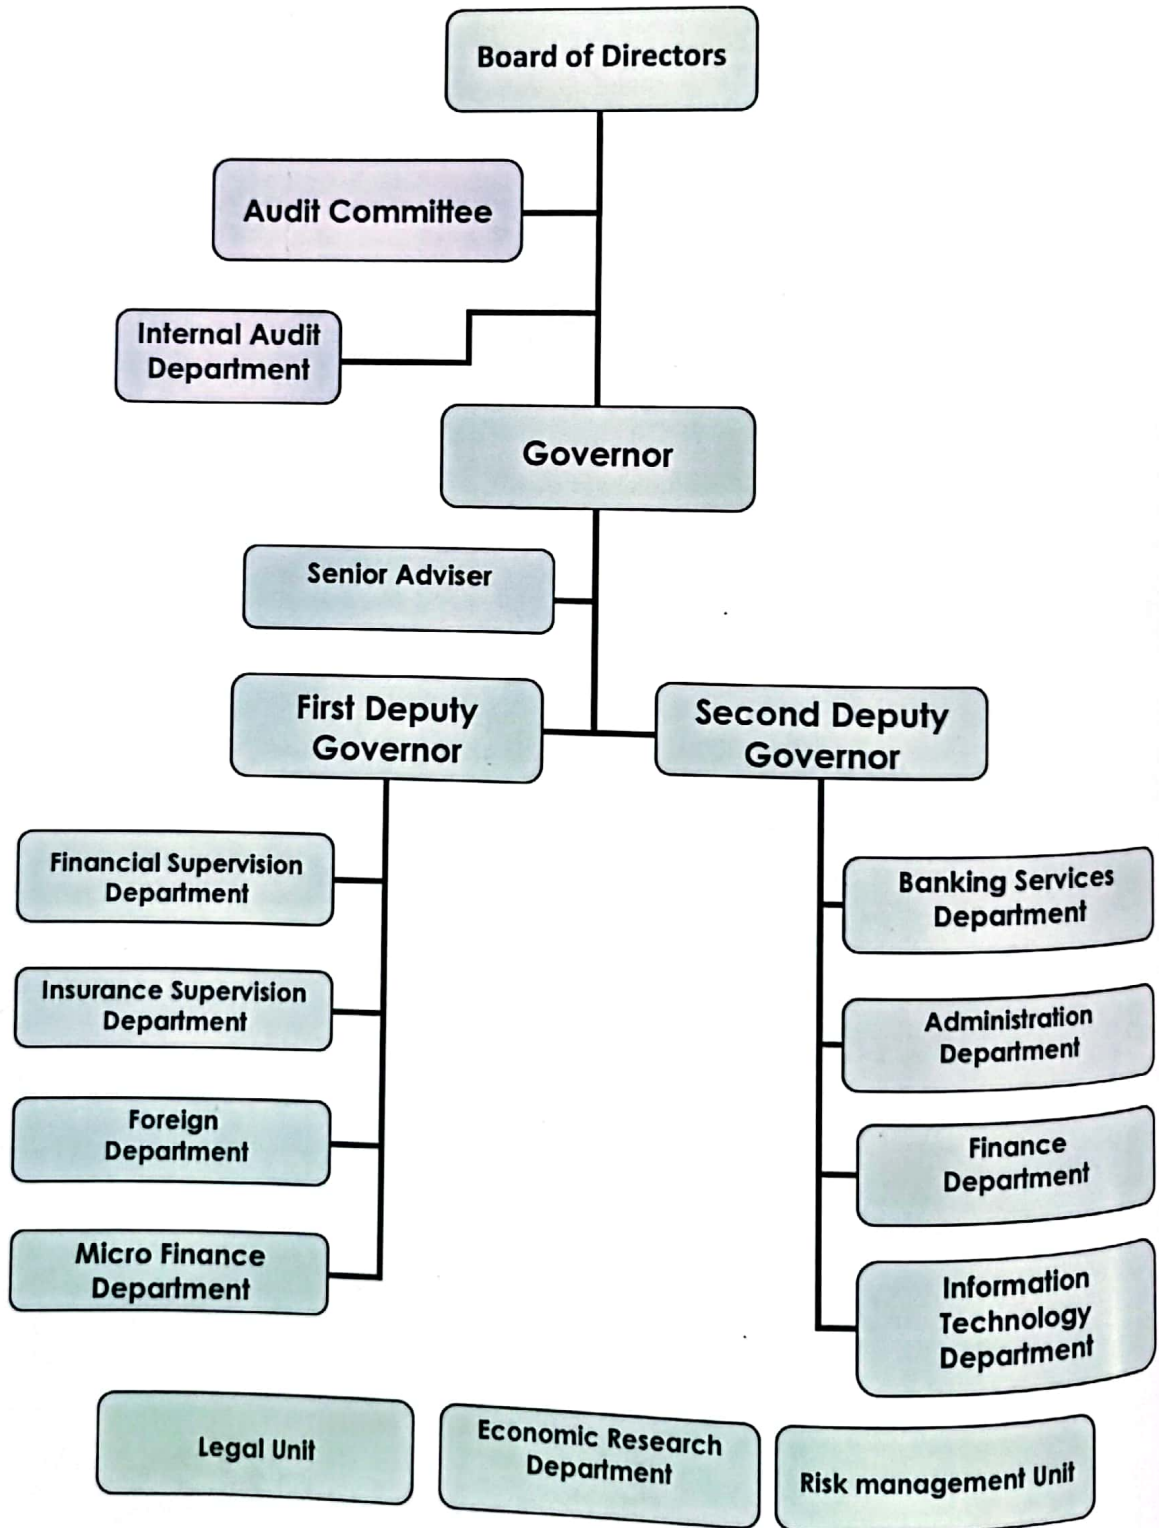 Board of Directors
Audit Committee
Internal Audit
Department
Governor
Senior Adviser
First Deputy
Governor
Second Deputy
Governor
Financial Supervision
Department
Insurance Supervision
Department
Foreign
Department
Micro Finance
Department
Banking Services
Department
Administration
Department
Finance
Department
Information
Technology
Department
Legal Unit
Economic Research
Department
Risk management Unit